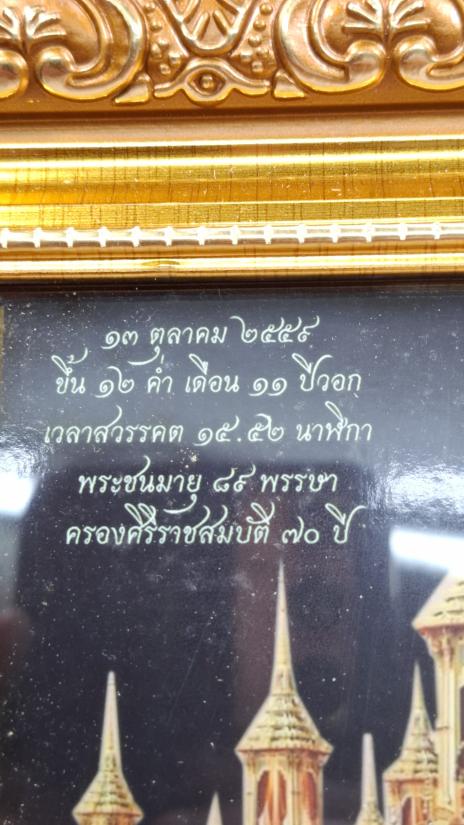 ๑๓ ตุลาคม ๒๕๕๙
ขึ้น ๑๒ ค่ำ เดือน ๑๑ ปีวอก
เวลาสวรรคต ๑๕.๕๒ นาฬิกา
พระชนมายุ ๘๙ พรรษา
ครองศิริราชสมบัติ ๗๐ ปี